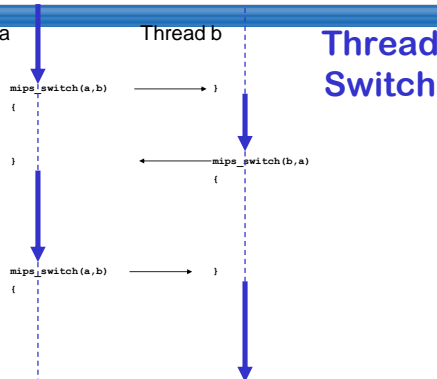 a Thread b
Thread
Switch
mips_switch(a,b) }
{
} mips_switch(b,a)
{
mips_switch(a,b) }
{